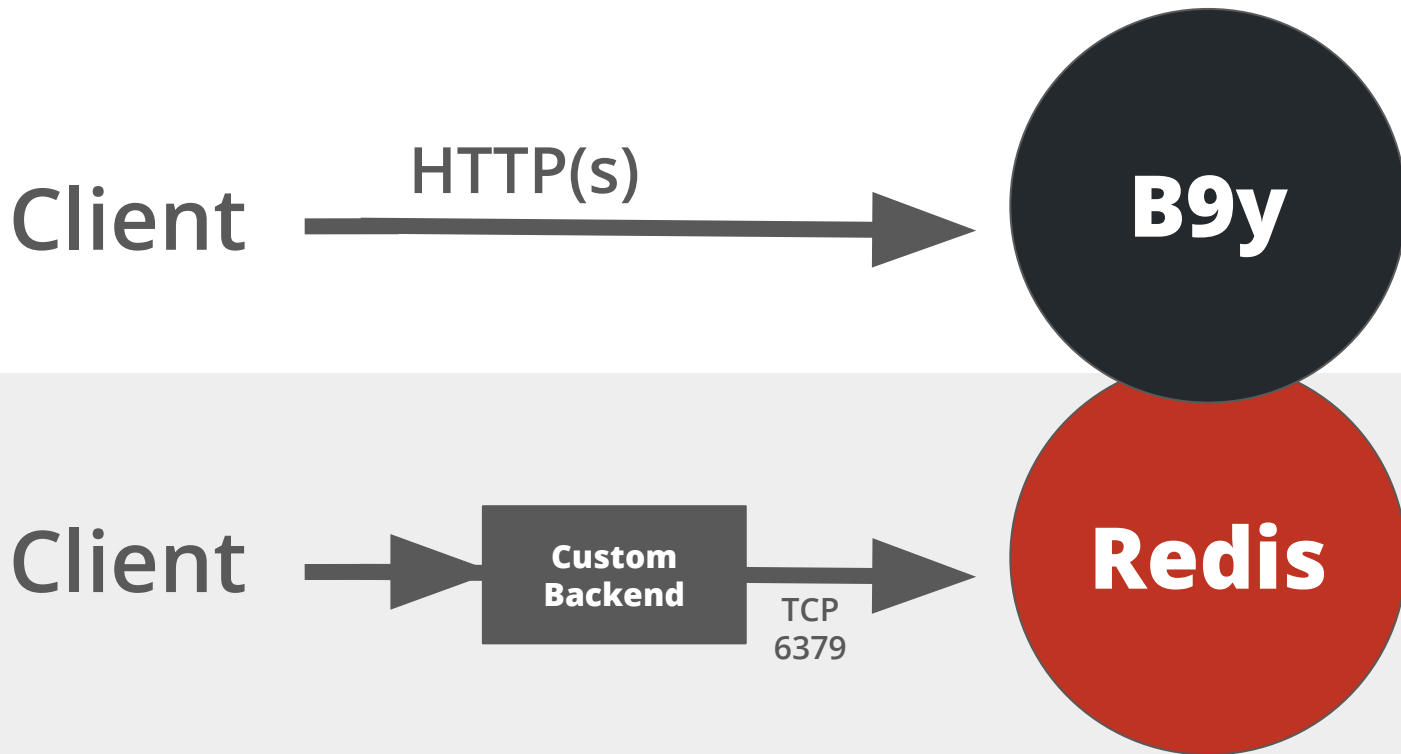 HTTP(s)
Client
B9y
Client
Custom
Backend
TCP
6379
Redis